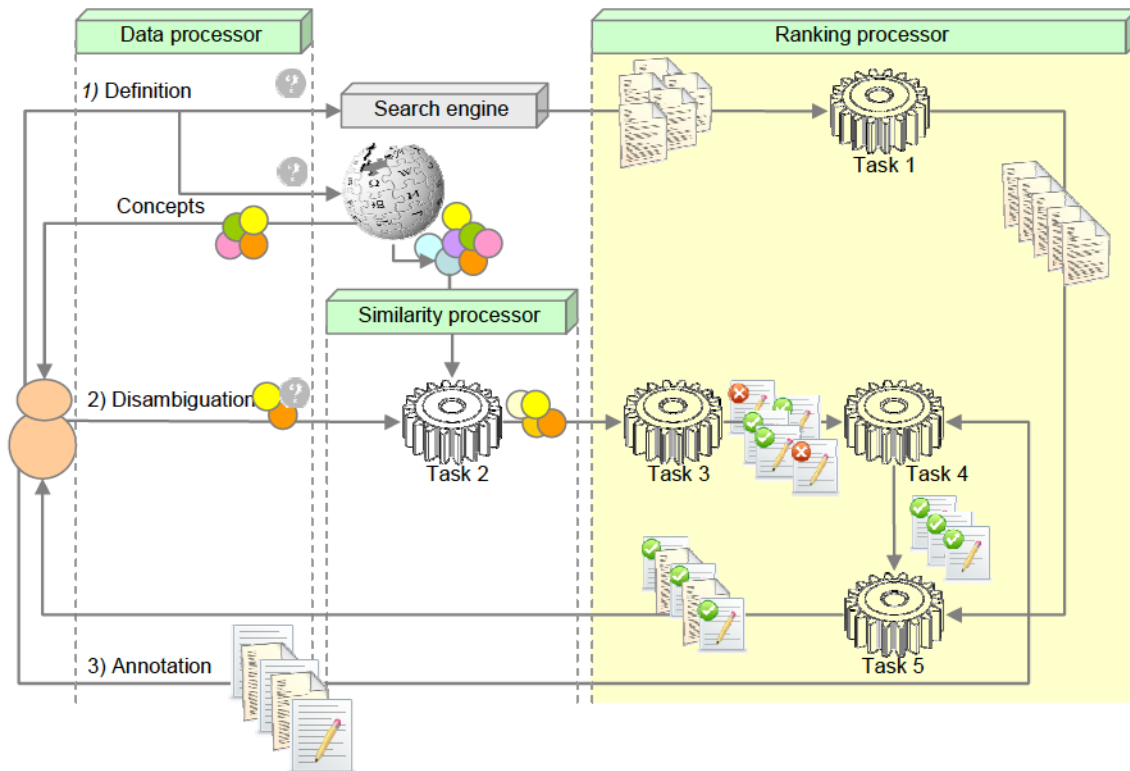 Data processor
Ranking processor
1) Definition
?
Search engine
Task 1
?
Ω
W
И
Concepts
Similarity processor
2) Disambiguation
?
Task 2
Task 3
Task 4
Task 5
3) Annotation